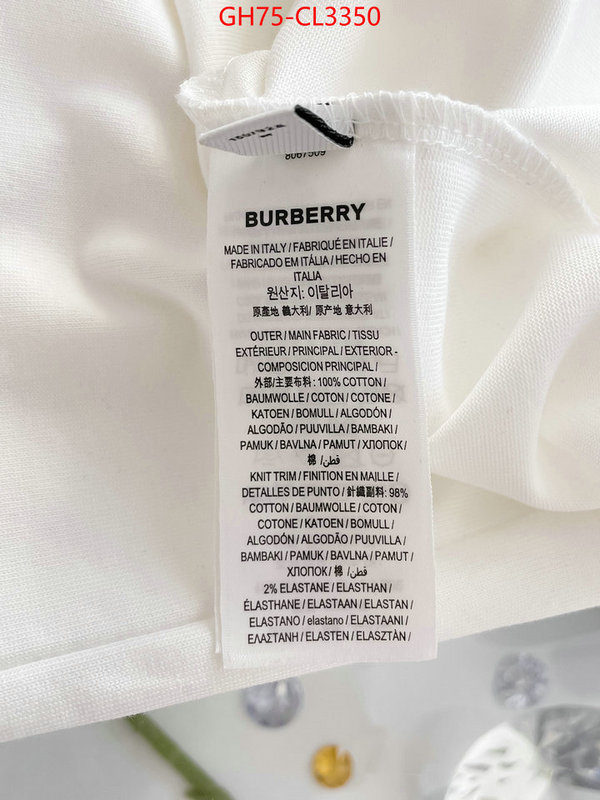 GH75-CL3350
8067509
BURBERRY
MADE IN ITALY / FABRIQUÉ EN ITALIE /
FABRICADO EM ITÁLIA / HECHO EN
ITALIA
원산지: 이탈리아
原產地 義大利/ 原产地 意大利
OUTER / MAIN FABRIC / TISSU
EXTÉRIEUR / PRINCIPAL / EXTERIOR -
COMPOSICION PRINCIPAL /
外部/主要布料: 100% COTTON /
BAUMWOLLE / COTON / COTONE /
KATOEN / BOMULL / ALGODÓN /
ALGODÃO / PUUVILLA / BAMBAKI /
PAMUK / BAVLNA / PAMUT / ХЛОПОК /
棉 / قطن /
KNIT TRIM / FINITION EN MAILLE /
DETALLES DE PUNTO / 針織副料: 98%
COTTON / BAUMWOLLE / COTON /
COTONE / KATOEN / BOMULL /
ALGODÓN / ALGODÃO / PUUVILLA /
BAMBAKI / PAMUK / BAVLNA / PAMUT /
ХЛОПОК / 棉 / قطن /
2% ELASTANE / ELASTHAN /
ÉLASTHANE / ELASTAAN / ELASTAN /
ELASTANO / elastano / ELASTAANI /
ΕΛΑΣΤΑΝΗ / ELASTEN / ELASZTÁN /